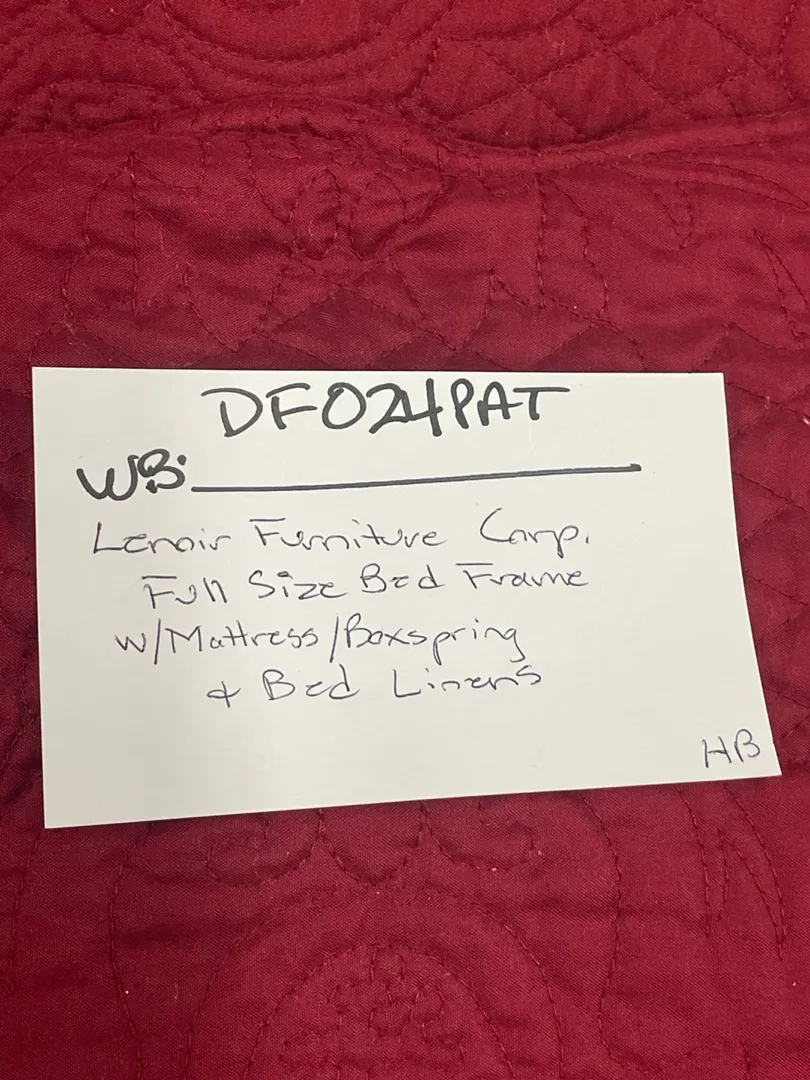 DF024PAT
WB:
Lenoir Furniture Corp.
Full Size Bed Frame
w/Mattress/Boxspring
& Bed Linens
HB